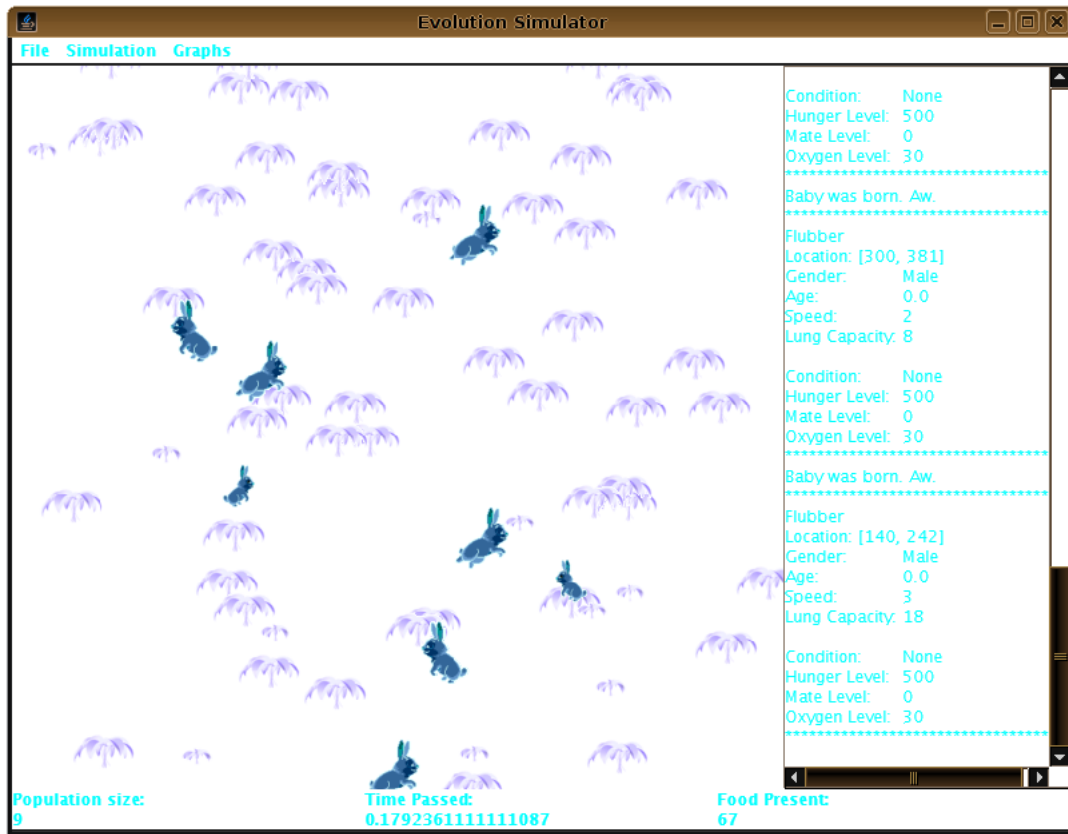 Evolution Simulator
File Simulation Graphs
Condition: None
Hunger Level: 500
Mate Level: 0
Oxygen Level: 30
*********************************
Baby was born. Aw.
*********************************
Flubber
Location: [300, 381]
Gender: Male
Age: 0.0
Speed: 2
Lung Capacity: 8
Condition: None
Hunger Level: 500
Mate Level: 0
Oxygen Level: 30
*********************************
Baby was born. Aw.
*********************************
Flubber
Location: [140, 242]
Gender: Male
Age: 0.0
Speed: 3
Lung Capacity: 18
Condition: None
Hunger Level: 500
Mate Level: 0
Oxygen Level: 30
*********************************
Population size: Time Passed: Food Present:
9 0.1792361111111087 67